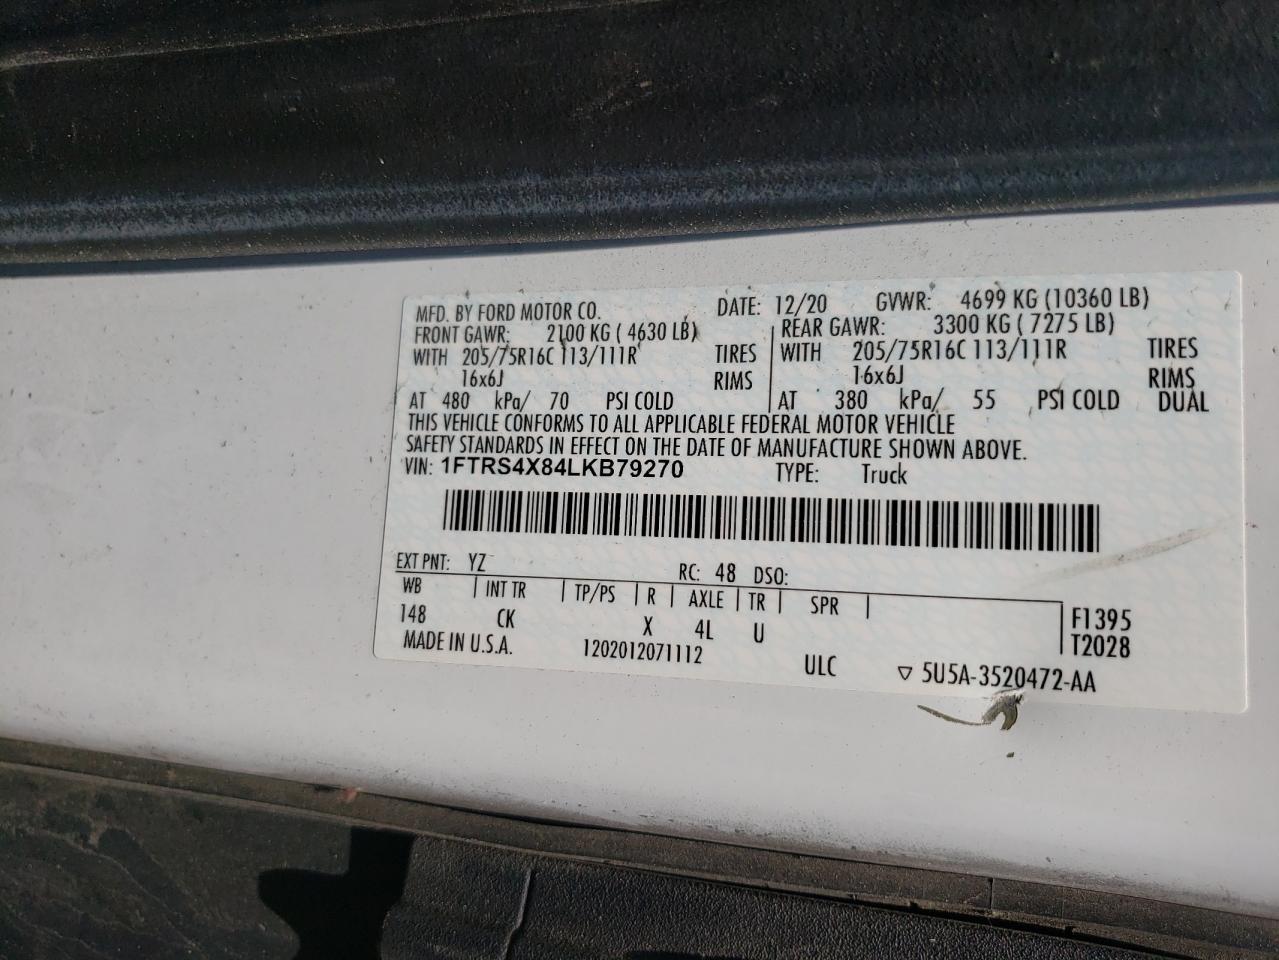 MFD. BY FORD MOTOR CO. DATE: 12/20 GVWR: 4699 KG (10360 LB)
FRONT GAWR: 2100 KG ( 4630 LB) REAR GAWR: 3300 KG ( 7275 LB)
WITH 205/75R16C 113/111R TIRES WITH 205/75R16C 113/111R TIRES
16x6J RIMS 16x6J RIMS
AT 480 kPa/ 70 PSI COLD AT 380 kPa/ 55 PSI COLD DUAL
THIS VEHICLE CONFORMS TO ALL APPLICABLE FEDERAL MOTOR VEHICLE
SAFETY STANDARDS IN EFFECT ON THE DATE OF MANUFACTURE SHOWN ABOVE.
VIN: 1FTRS4X84LKB79270 TYPE: Truck
EXT PNT: YZ RC: 48 DSO:
WB INT TR TP/PS R AXLE TR SPR
148 CK X 4L U F1395
T2028
MADE IN U.S.A. 1202012071112 ULC ▽ 5U5A-3520472-AA